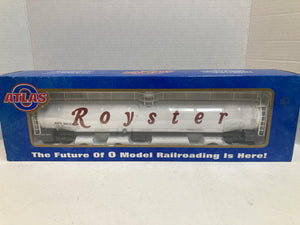 ATLAS
O
Royster
The Future Of O Model Railroading Is Here!